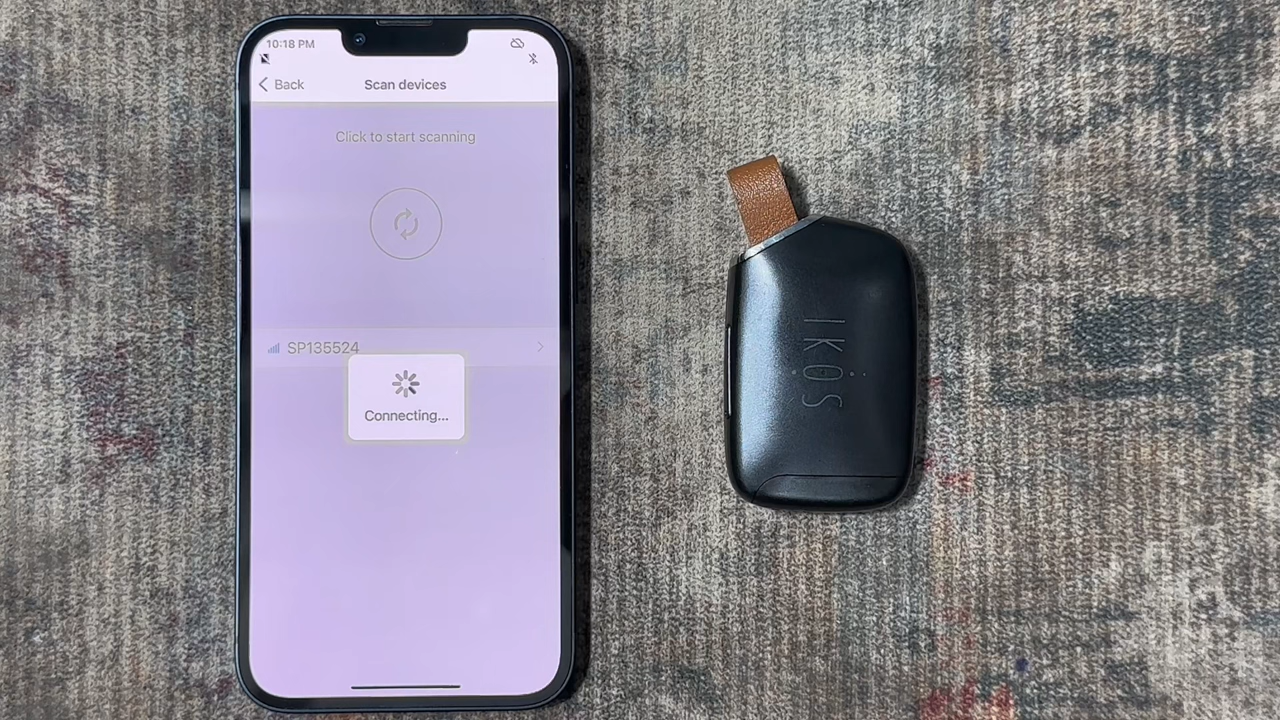 10:18 PM
Back
Scan devices
Click to start scanning
SP135524
Connecting...
IKOS